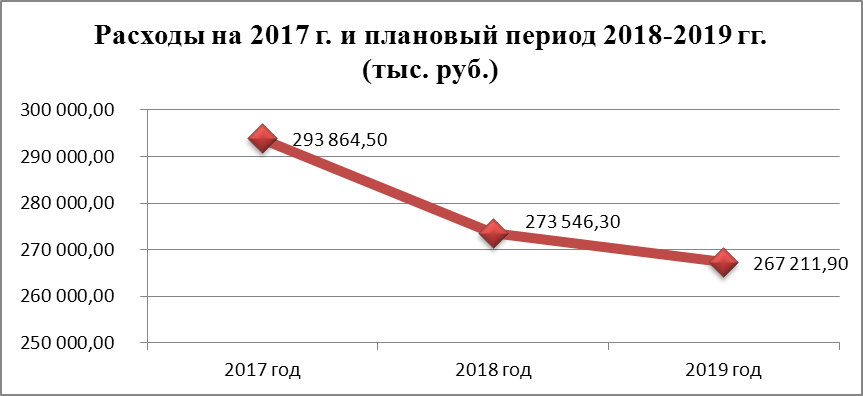 Расходы на 2017 г. и плановый период 2018-2019 гг.
(тыс. руб.)
300 000,00
290 000,00
280 000,00
270 000,00
260 000,00
250 000,00
293 864,50
273 546,30
267 211,90
2017 год
2018 год
2019 год